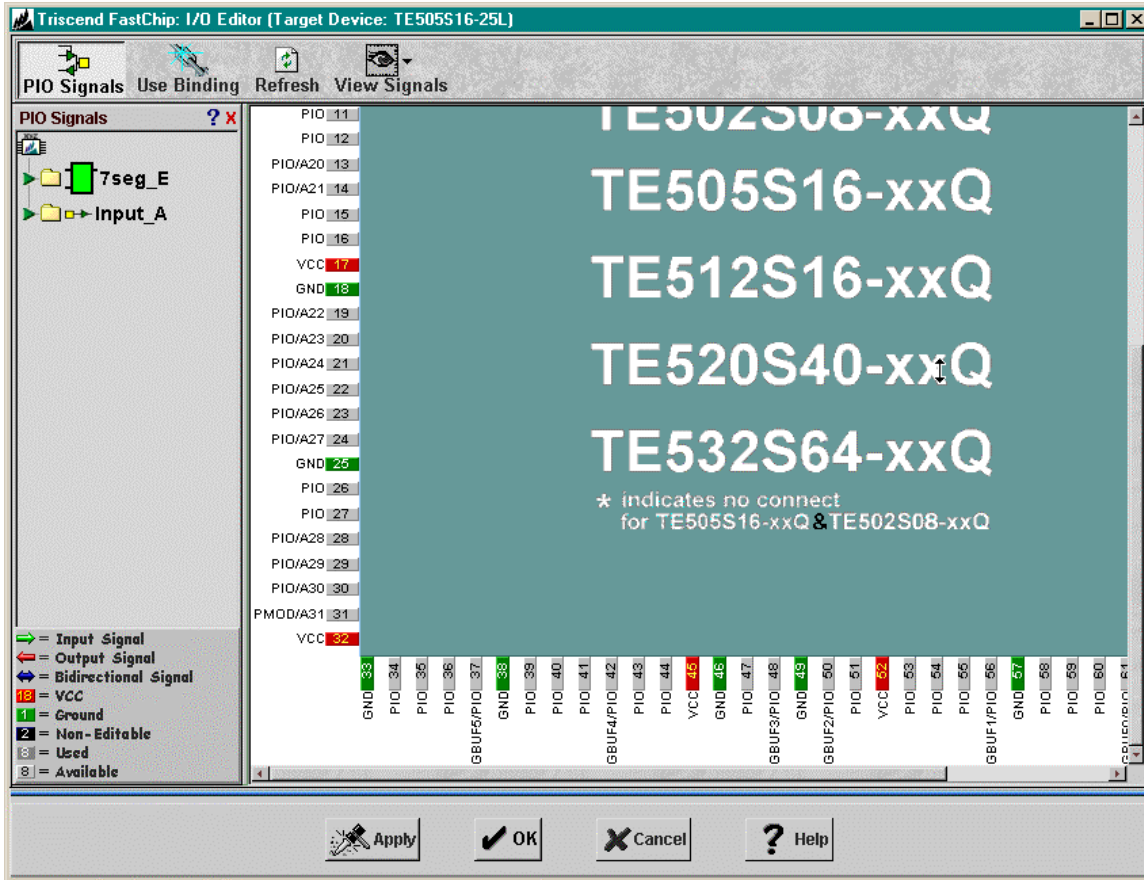 Triscend FastChip: I/O Editor (Target Device: TE505S16-25L)
PIO Signals Use Binding Refresh View Signals
PIO Signals ? X
7seg_E
Input_A
PIO 11
PIO 12
PIO/A20 13
PIO/A21 14
PIO 15
PIO 16
VCC 17
GND 18
PIO/A22 19
PIO/A23 20
PIO/A24 21
PIO/A25 22
PIO/A26 23
PIO/A27 24
GND 25
PIO 26
PIO 27
PIO/A28 28
PIO/A29 29
PIO/A30 30
PMOD/A31 31
VCC 32
TE502S08-xxQ
TE505S16-xxQ
TE512S16-xxQ
TE520S40-xxQ
TE532S64-xxQ
* indicates no connect
for TE505S16-xxQ & TE502S08-xxQ
GND 33
PIO 34
PIO 35
PIO 36
GBUF5/PIO 37
GND 38
PIO 39
PIO 40
PIO 41
GBUF4/PIO 42
PIO 43
PIO 44
VCC 45
GND 46
PIO 47
GBUF3/PIO 48
GND 49
GBUF2/PIO 50
PIO 51
VCC 52
PIO 53
PIO 54
PIO 55
GBUF1/PIO 56
GND 57
PIO 58
PIO 59
PIO 60
GBUF0/PIO 61
= Input Signal
= Output Signal
= Bidirectional Signal
18 = VCC
1 = Ground
2 = Non-Editable
8 = Used
8 = Available
Apply OK Cancel Help